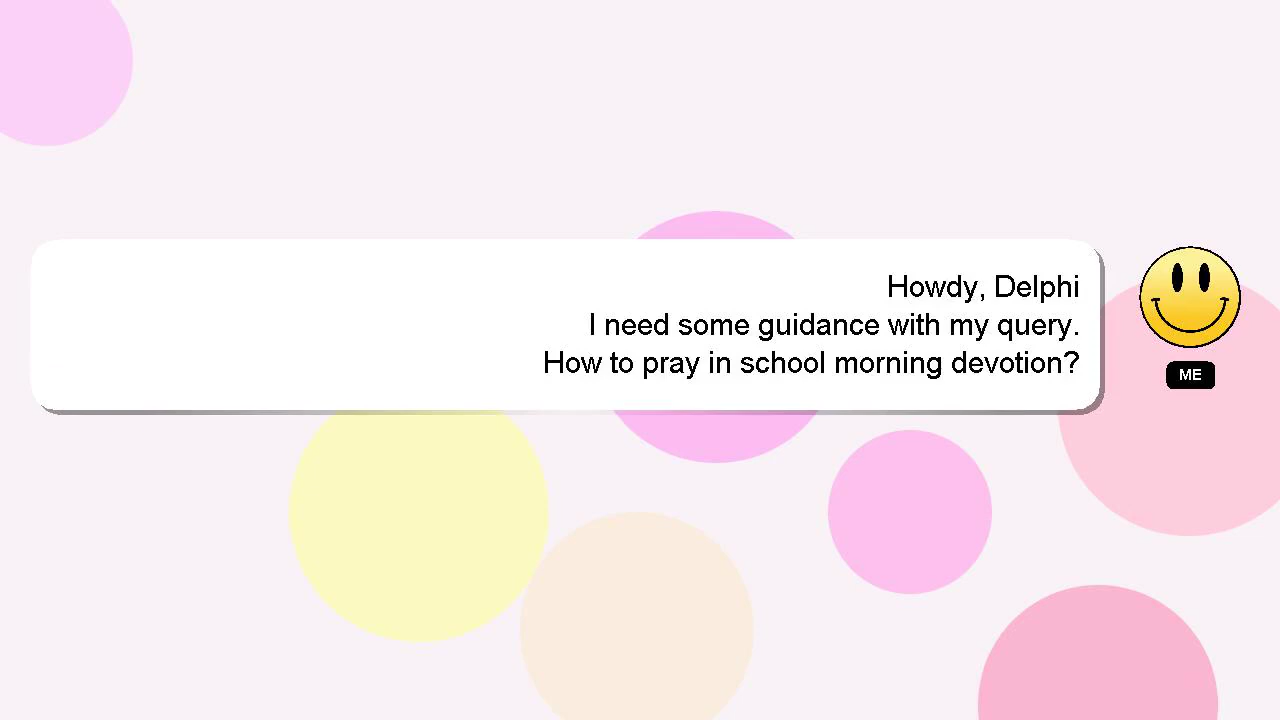 Howdy, Delphi
I need some guidance with my query.
How to pray in school morning devotion?
ME